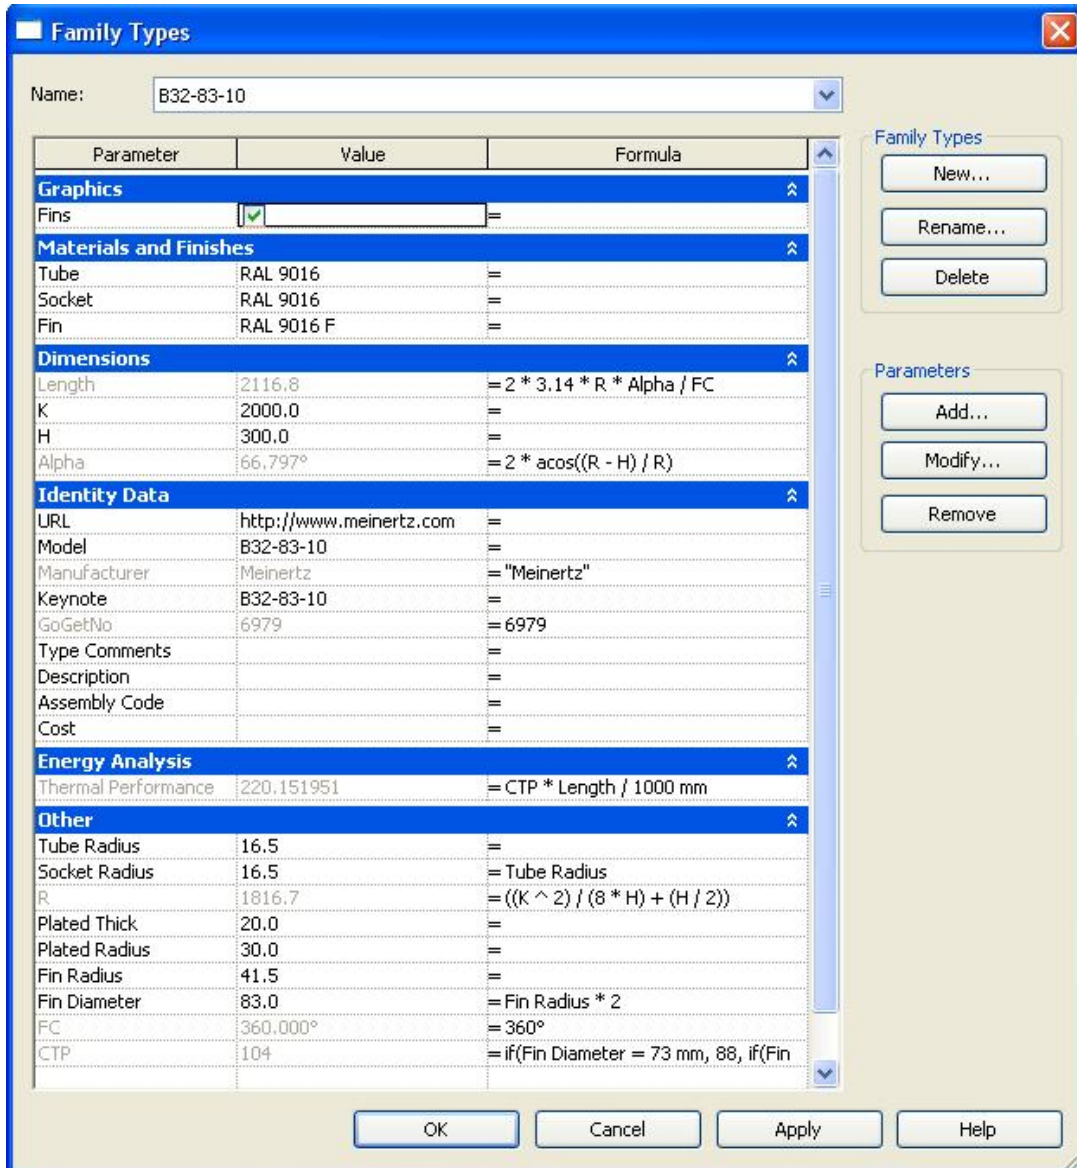 Family Types
Name: B32-83-10
Parameter Value Formula
Graphics
Fins =
Materials and Finishes
Tube RAL 9016 =
Socket RAL 9016 =
Fin RAL 9016 F =
Dimensions
Length 2116.8 = 2 * 3.14 * R * Alpha / FC
K 2000.0 =
H 300.0 =
Alpha 66.797° = 2 * acos((R - H) / R)
Identity Data
URL http://www.meinertz.com =
Model B32-83-10 =
Manufacturer Meinertz = "Meinertz"
Keynote B32-83-10 =
GoGetNo 6979 = 6979
Type Comments =
Description =
Assembly Code =
Cost =
Energy Analysis
Thermal Performance 220.151951 = CTP * Length / 1000 mm
Other
Tube Radius 16.5 =
Socket Radius 16.5 = Tube Radius
R 1816.7 = ((K ^ 2) / (8 * H) + (H / 2))
Plated Thick 20.0 =
Plated Radius 30.0 =
Fin Radius 41.5 =
Fin Diameter 83.0 = Fin Radius * 2
FC 360.000° = 360°
CTP 104 = if(Fin Diameter = 73 mm, 88, if(Fin
Family Types
New...
Rename...
Delete
Parameters
Add...
Modify...
Remove
OK Cancel Apply Help